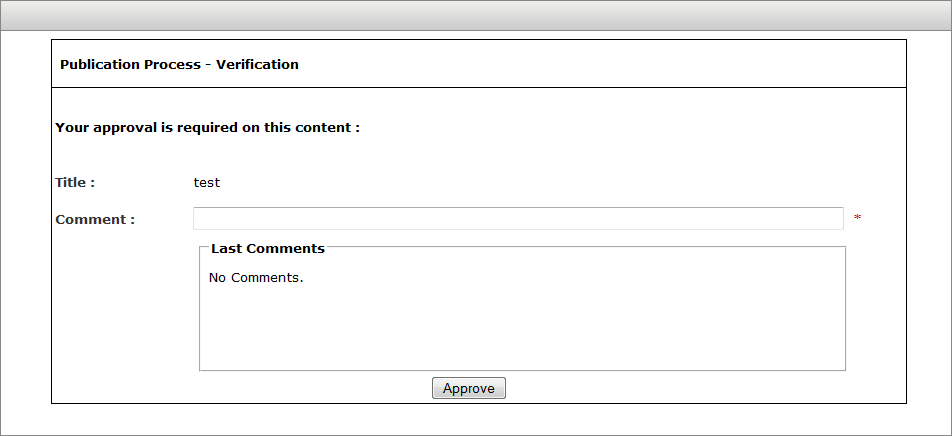 Publication Process - Verification
Your approval is required on this content :
Title : test
Comment : *
Last Comments
No Comments.
Approve